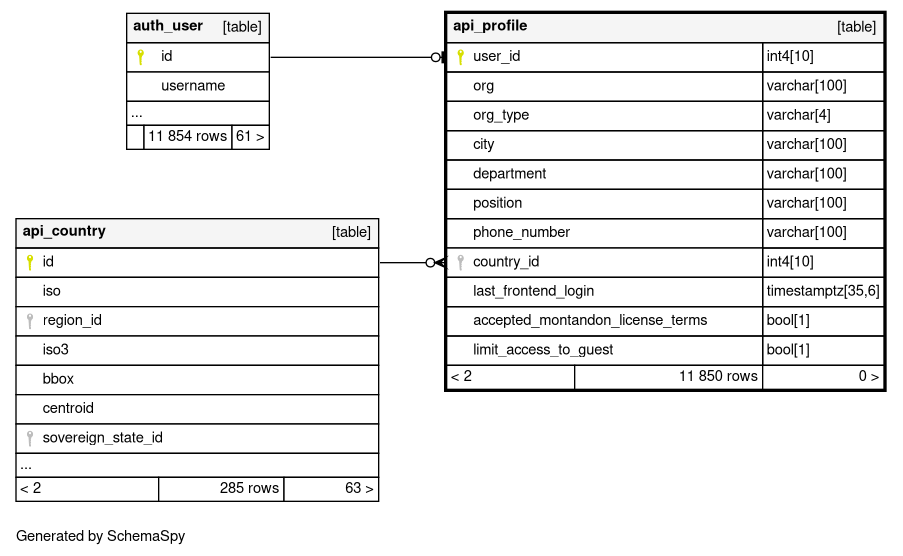 auth_user [table]
id
username
...
11 854 rows 61 >
api_profile [table]
user_id int4[10]
org varchar[100]
org_type varchar[4]
city varchar[100]
department varchar[100]
position varchar[100]
phone_number varchar[100]
country_id int4[10]
last_frontend_login timestamptz[35,6]
accepted_montandon_license_terms bool[1]
limit_access_to_guest bool[1]
< 2 11 850 rows 0 >
api_country [table]
id
iso
region_id
iso3
bbox
centroid
sovereign_state_id
...
< 2 285 rows 63 >
Generated by SchemaSpy